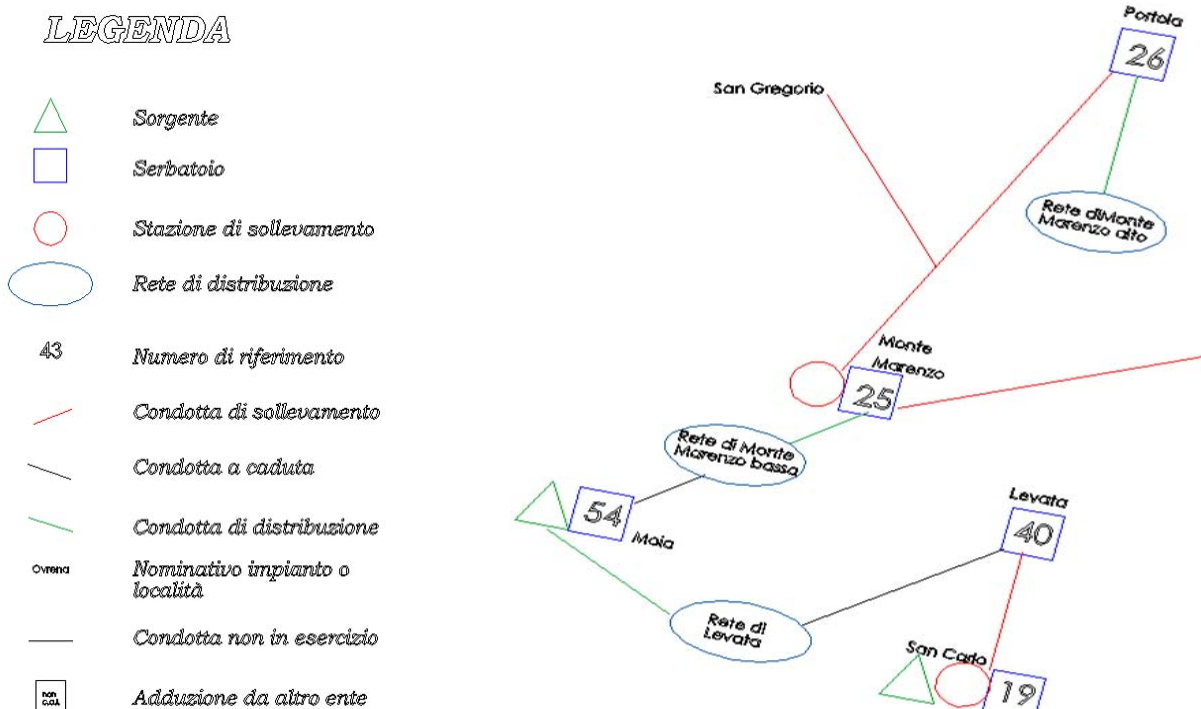 LEGENDA
Sorgente
Serbatoio
Stazione di sollevamento
Rete di distribuzione
43
Numero di riferimento
Condotta di sollevamento
Condotta a caduta
Condotta di distribuzione
Ovrena
Nominativo impianto o
località
Condotta non in esercizio
non
c.o.i.
Adduzione da altro ente
Portola
26
San Gregorio
Rete diMonte
Marenzo alto
Monte
Marenzo
25
Rete di Monte
Marenzo bassa
54
Moia
Levata
40
Rete di
Levata
San Carlo
19